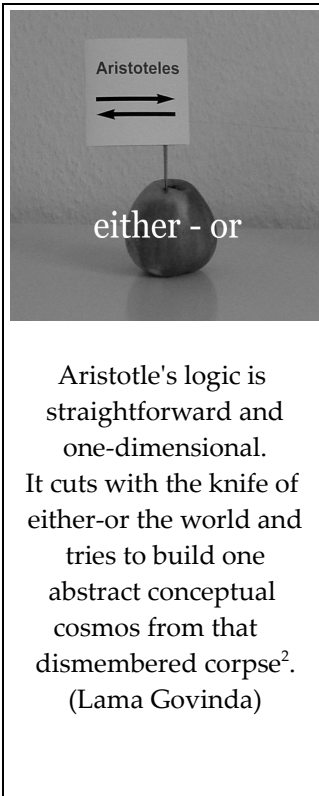 Aristoteles
either - or
Aristotle's logic is
straightforward and
one-dimensional.
It cuts with the knife of
either-or the world and
tries to build one
abstract conceptual
cosmos from that
dismembered corpse².
(Lama Govinda)